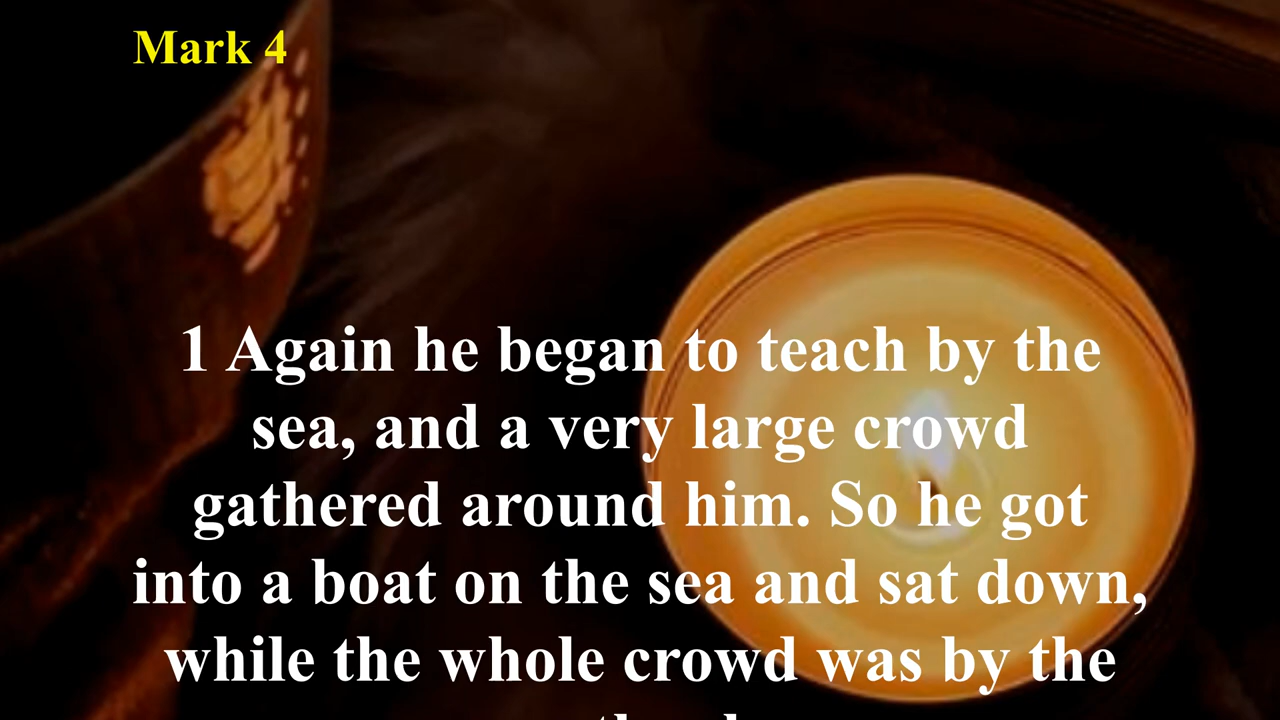 Mark 4
1 Again he began to teach by the
sea, and a very large crowd
gathered around him. So he got
into a boat on the sea and sat down,
while the whole crowd was by the